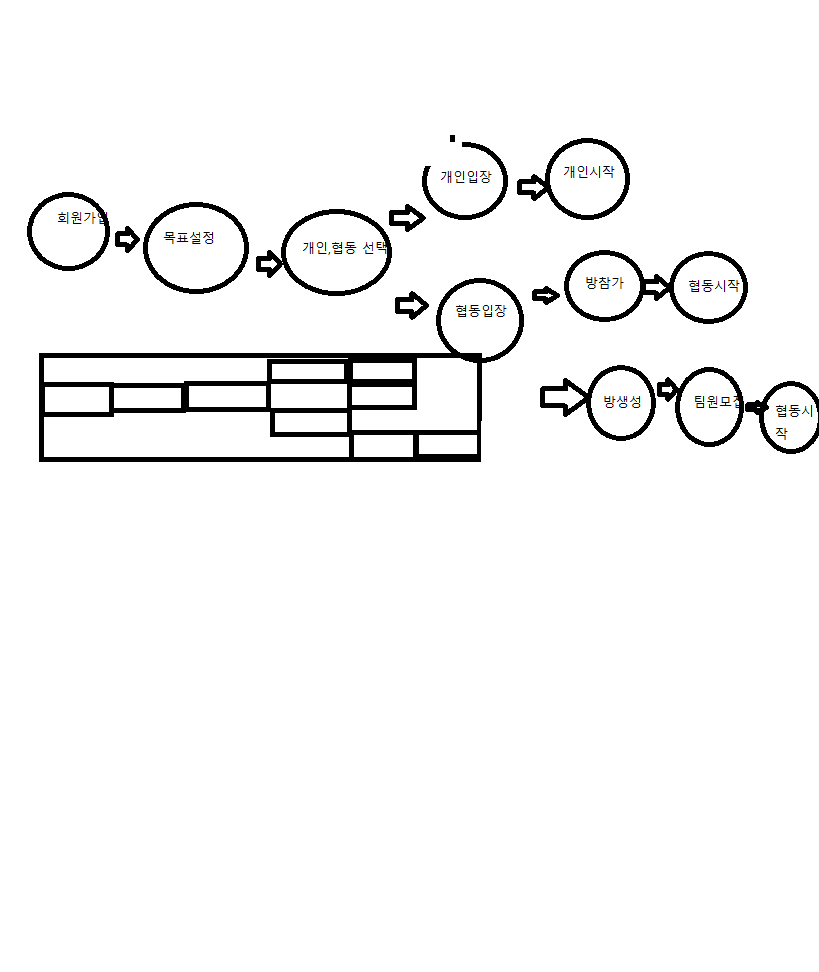 회원가입
목표설정
개인,협동 선택
개인입장
개인시작
협동입장
방참가
협동시작
방생성
팀원모집
협동시
작